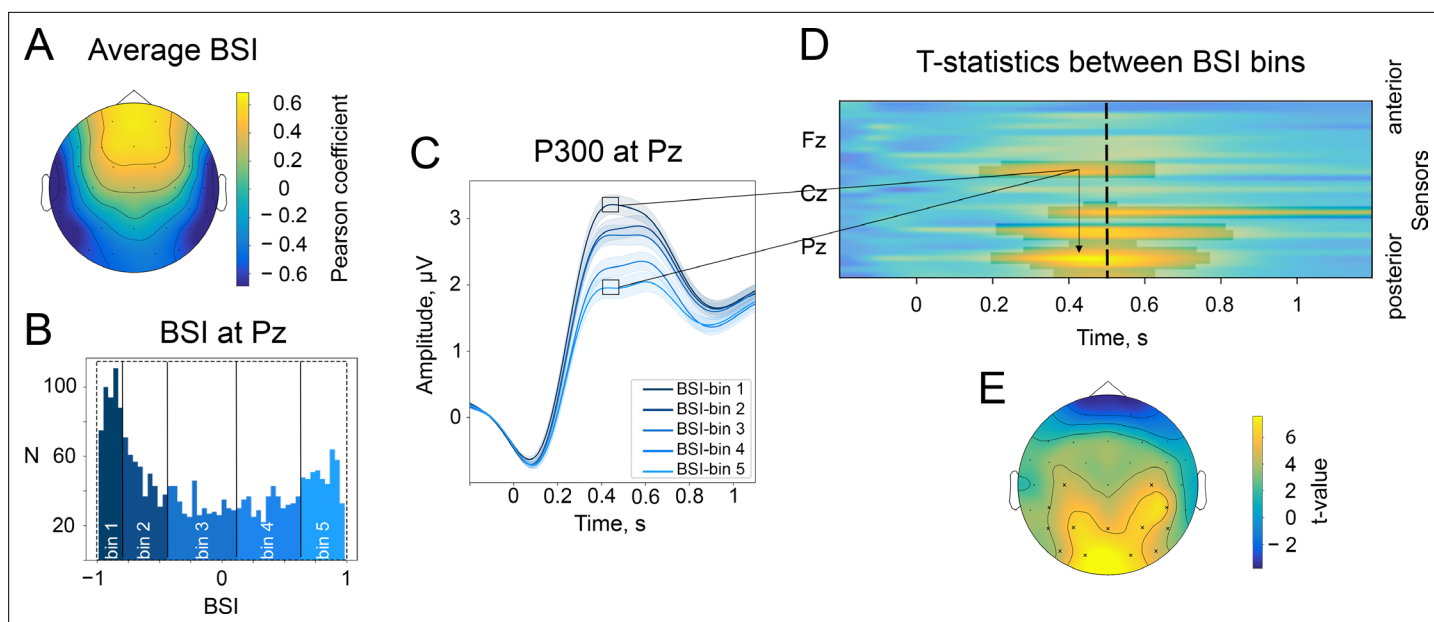 A
Average BSI
0.6
0.4
0.2
0
− 0.2
− 0.4
− 0.6
Pearson coefficient
B
BSI at Pz
100
60
20
N
bin 1
bin 2
bin 3
bin 4
bin 5
−1
0
1
BSI
C
P300 at Pz
3
2
1
0
Amplitude, µV
BSI-bin 1
BSI-bin 2
BSI-bin 3
BSI-bin 4
BSI-bin 5
0
0.2
0.4
0.6
0.8
1
Time, s
D
T-statistics between BSI bins
Fz
Cz
Pz
anterior
Sensors
posterior
0
0.2
0.4
0.6
0.8
1
Time, s
E
6
4
2
0
− 2
t-value